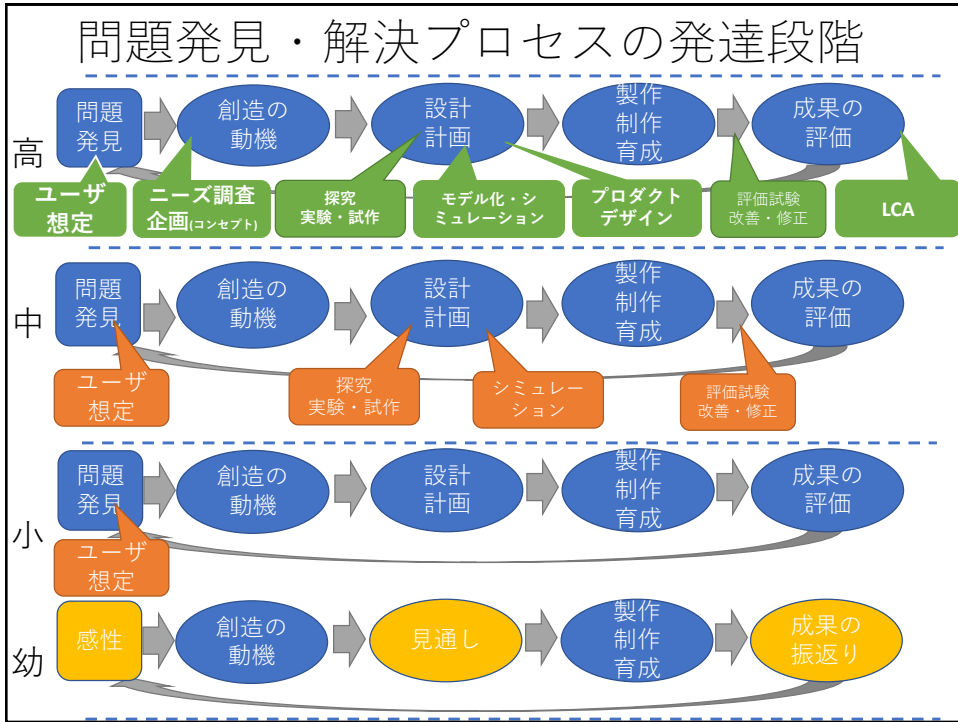 問題発見・解決プロセスの発達段階
高
問題
発見
創造の
動機
設計
計画
製作
制作
育成
成果の
評価
ユーザ
想定
ニーズ調査
企画(コンセプト)
探究
実験・試作
モデル化・シ
ミュレーション
プロダクト
デザイン
評価試験
改善・修正
LCA
中
問題
発見
創造の
動機
設計
計画
製作
制作
育成
成果の
評価
ユーザ
想定
探究
実験・試作
シミュレー
ション
評価試験
改善・修正
小
問題
発見
創造の
動機
設計
計画
製作
制作
育成
成果の
評価
ユーザ
想定
幼
感性
創造の
動機
見通し
製作
制作
育成
成果の
振返り